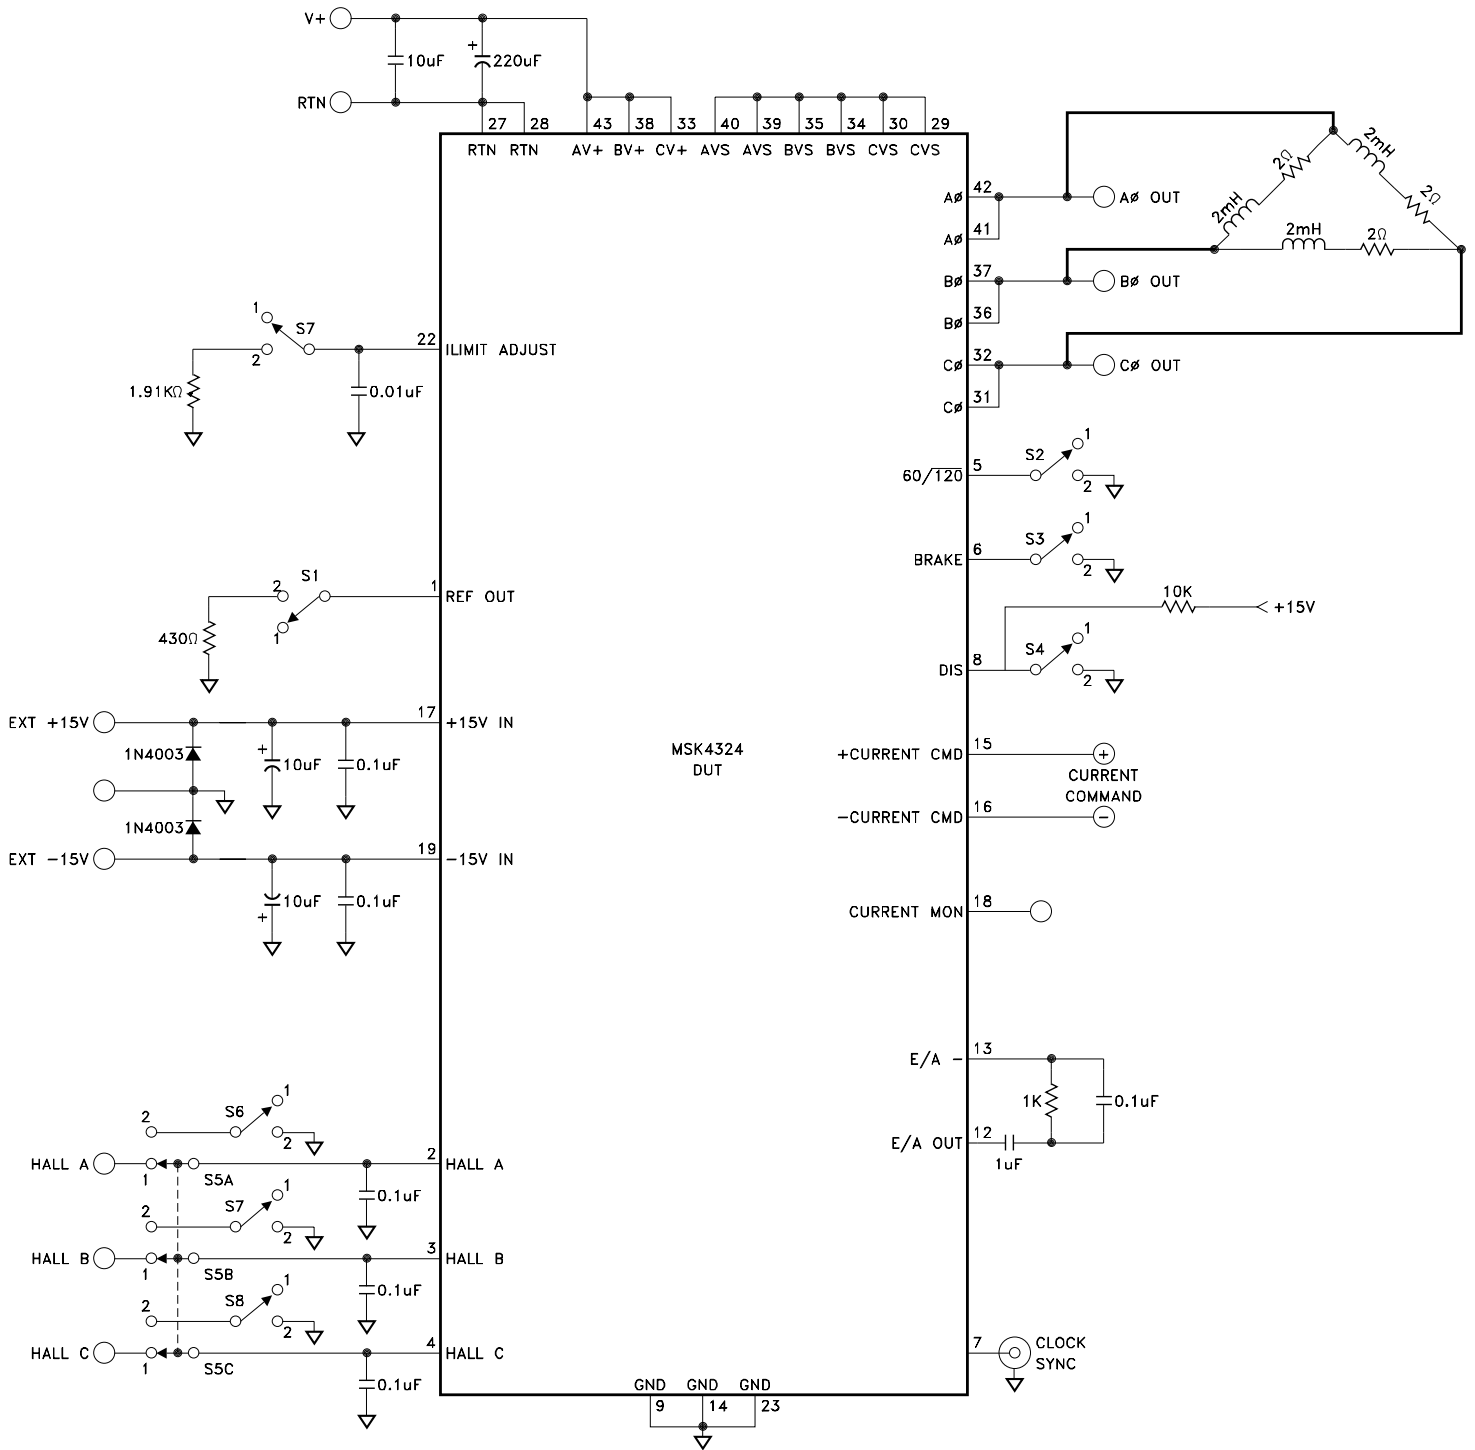 V+
10uF
+
220uF
RTN
27 28 43 38 33 40 39 35 34 30 29
RTN RTN AV+ BV+ CV+ AVS AVS BVS BVS CVS CVS
AØ 42
AØ OUT
AØ 41
BØ 37
BØ OUT
BØ 36
CØ 32
CØ OUT
CØ 31
2Ω
2mH
2mH
2Ω
2mH
2Ω
1
S7
2
22
ILIMIT ADJUST
1.91KΩ
0.01uF
60/120 5
S2
1
2
BRAKE 6
S3
1
2
10K
+15V
DIS 8
S4
1
2
S1
2
1
1
REF OUT
430Ω
EXT +15V
17
+15V IN
1N4003
+
10uF
0.1uF
1N4003
EXT -15V
19
-15V IN
10uF
+
0.1uF
MSK4324
DUT
+CURRENT CMD 15
+
CURRENT
COMMAND
-CURRENT CMD 16
-
CURRENT MON 18
E/A - 13
1K
0.1uF
E/A OUT 12
1uF
2
S6
1
2
HALL A
1
S5A
2
HALL A
0.1uF
2
S7
1
2
HALL B
1
S5B
3
HALL B
0.1uF
2
S8
1
2
HALL C
1
S5C
4
HALL C
0.1uF
7
CLOCK
SYNC
GND GND GND
9 14 23